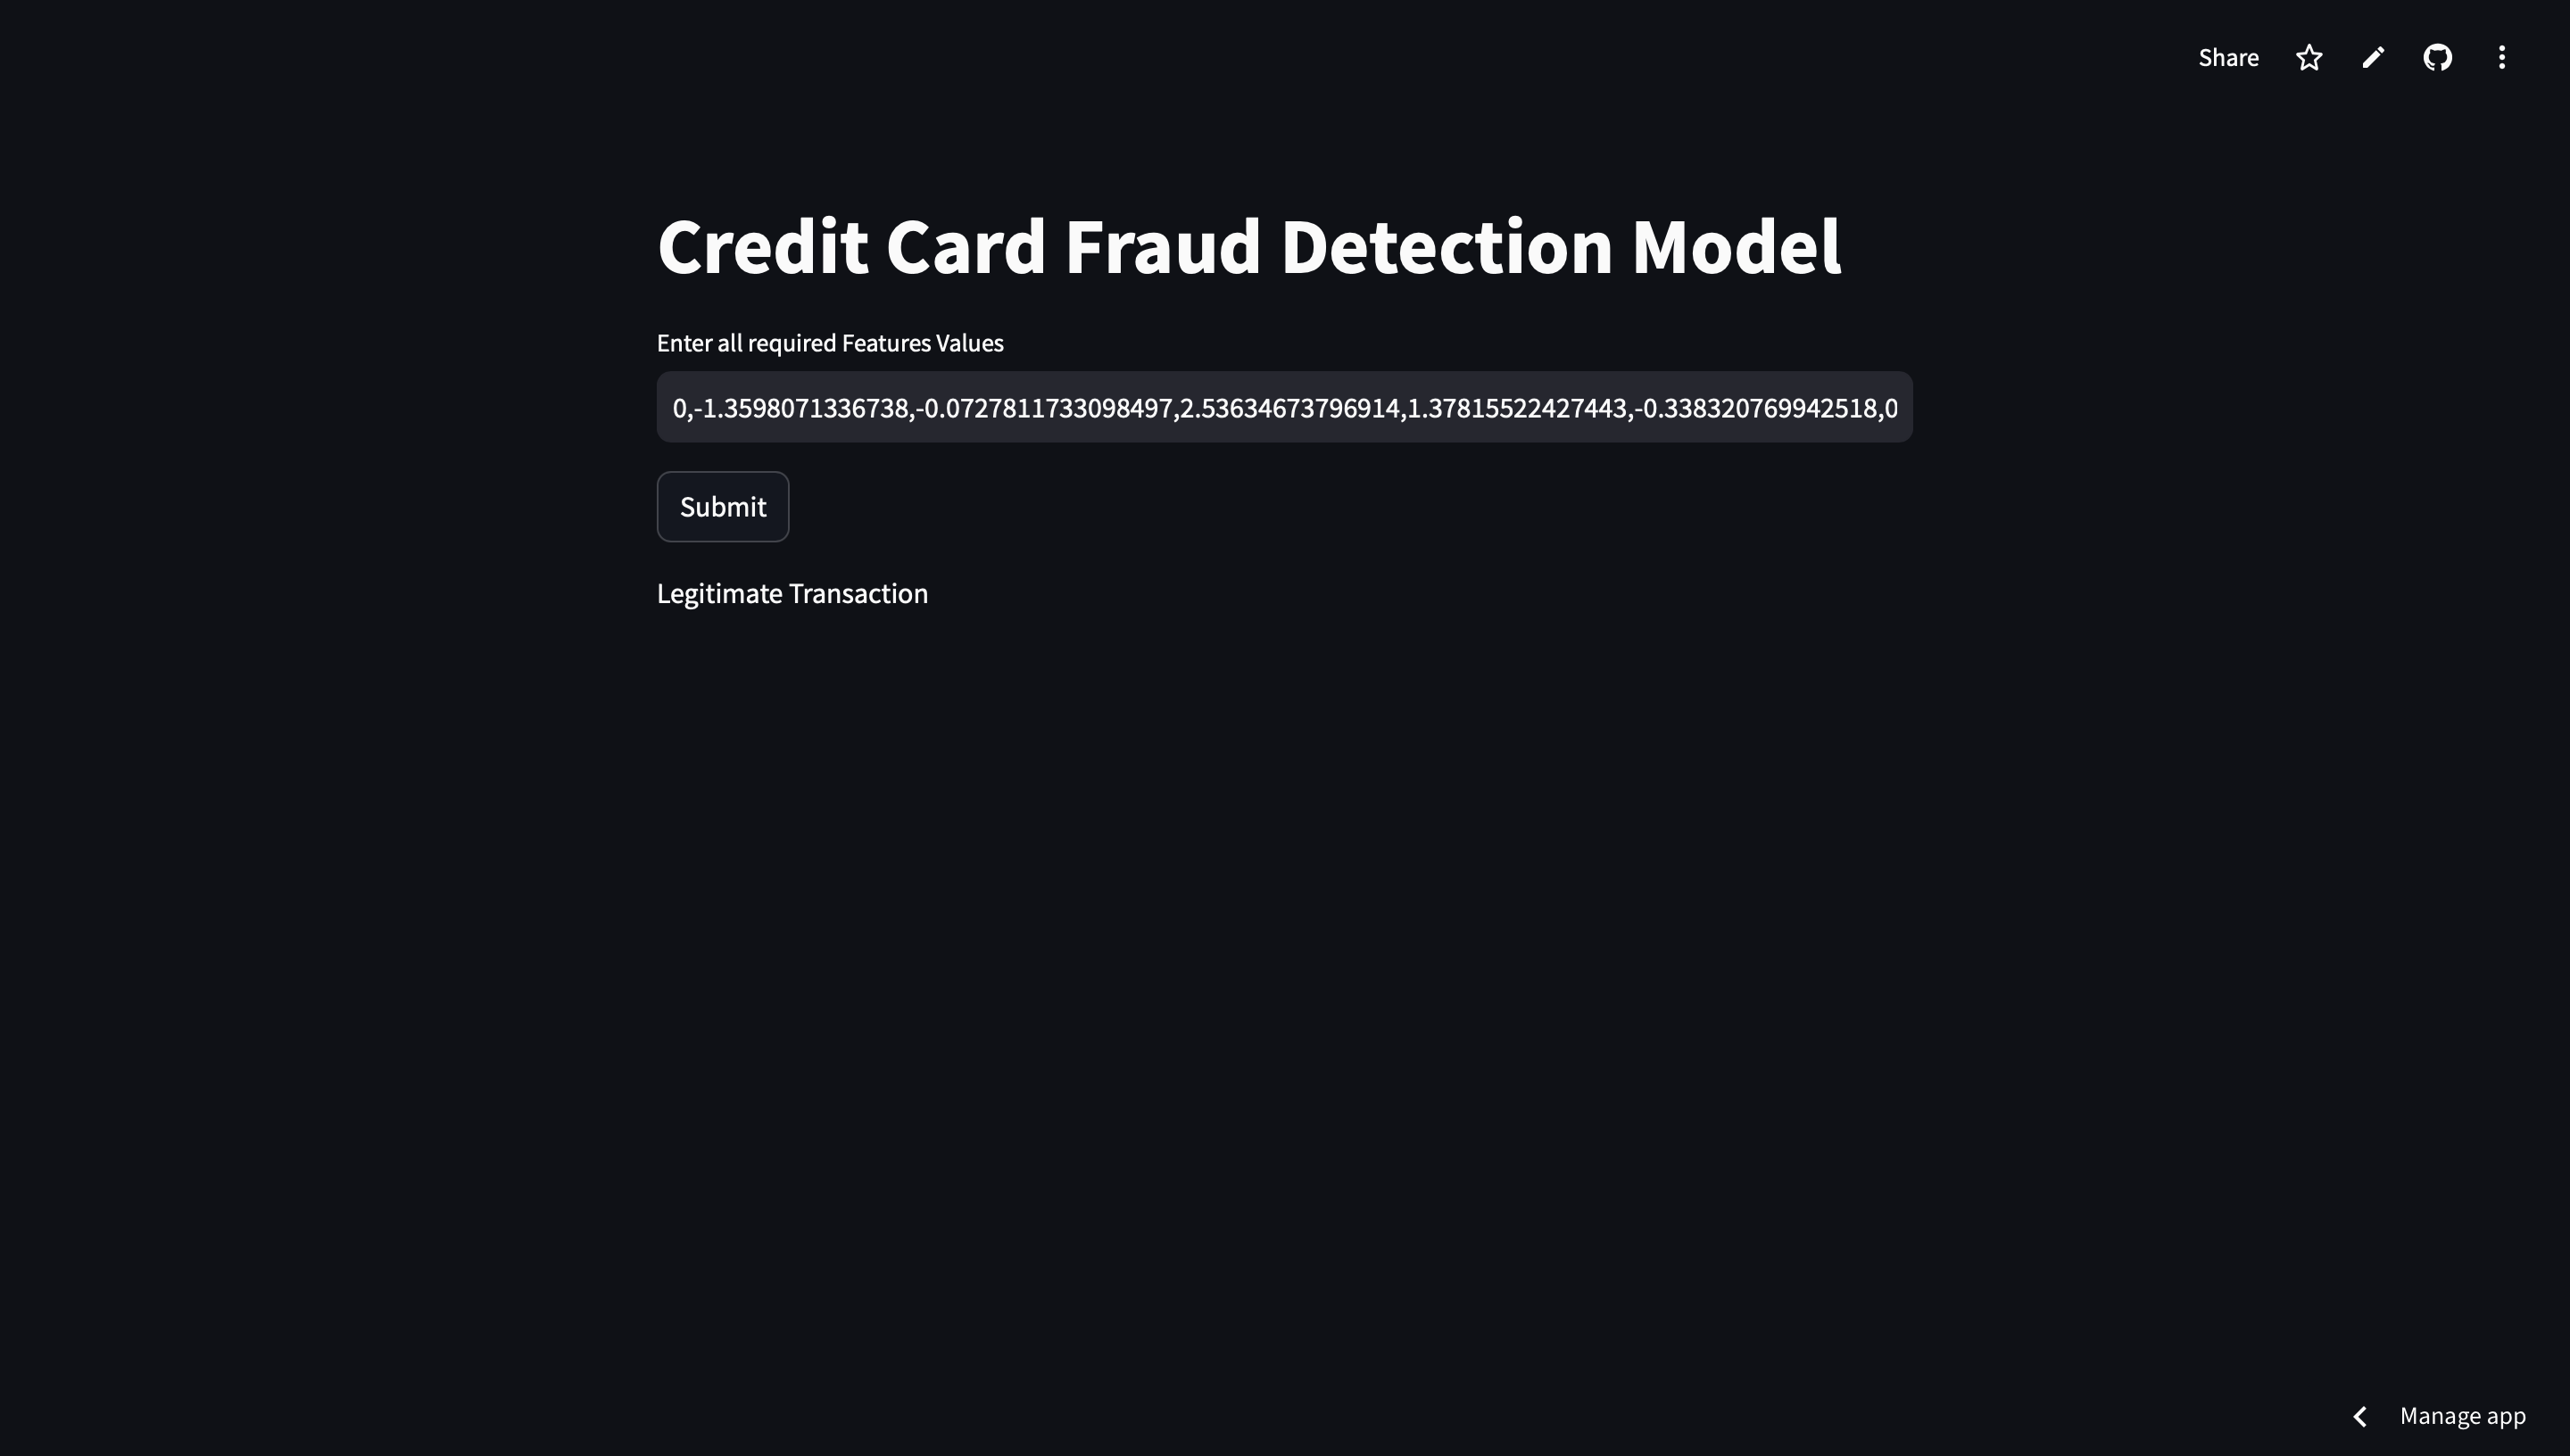 Share
Credit Card Fraud Detection Model
Enter all required Features Values
0,-1.3598071336738,-0.0727811733098497,2.53634673796914,1.37815522427443,-0.338320769942518,0
Submit
Legitimate Transaction
Manage app